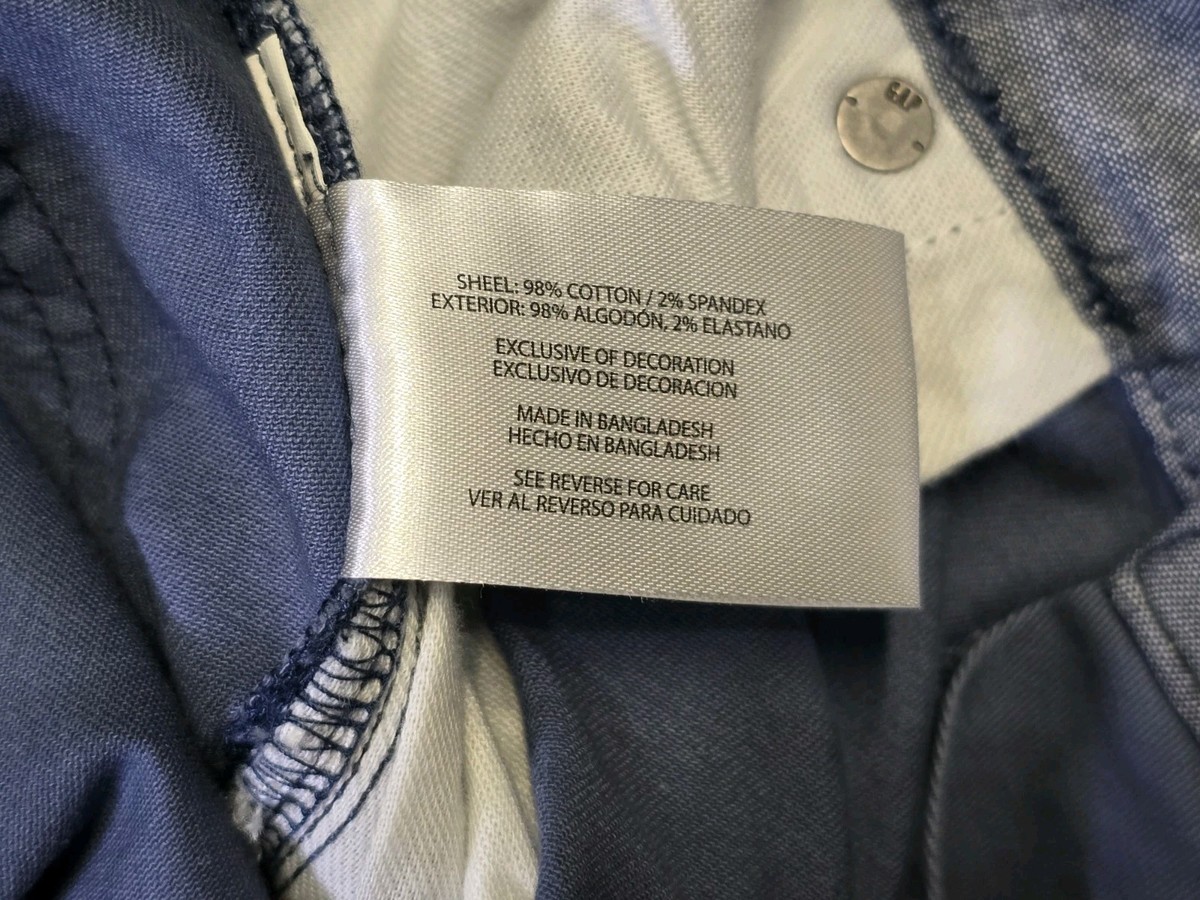 GAP
SHEEL: 98% COTTON / 2% SPANDEX
EXTERIOR: 98% ALGODÓN, 2% ELASTANO
EXCLUSIVE OF DECORATION
EXCLUSIVO DE DECORACION
MADE IN BANGLADESH
HECHO EN BANGLADESH
SEE REVERSE FOR CARE
VER AL REVERSO PARA CUIDADO